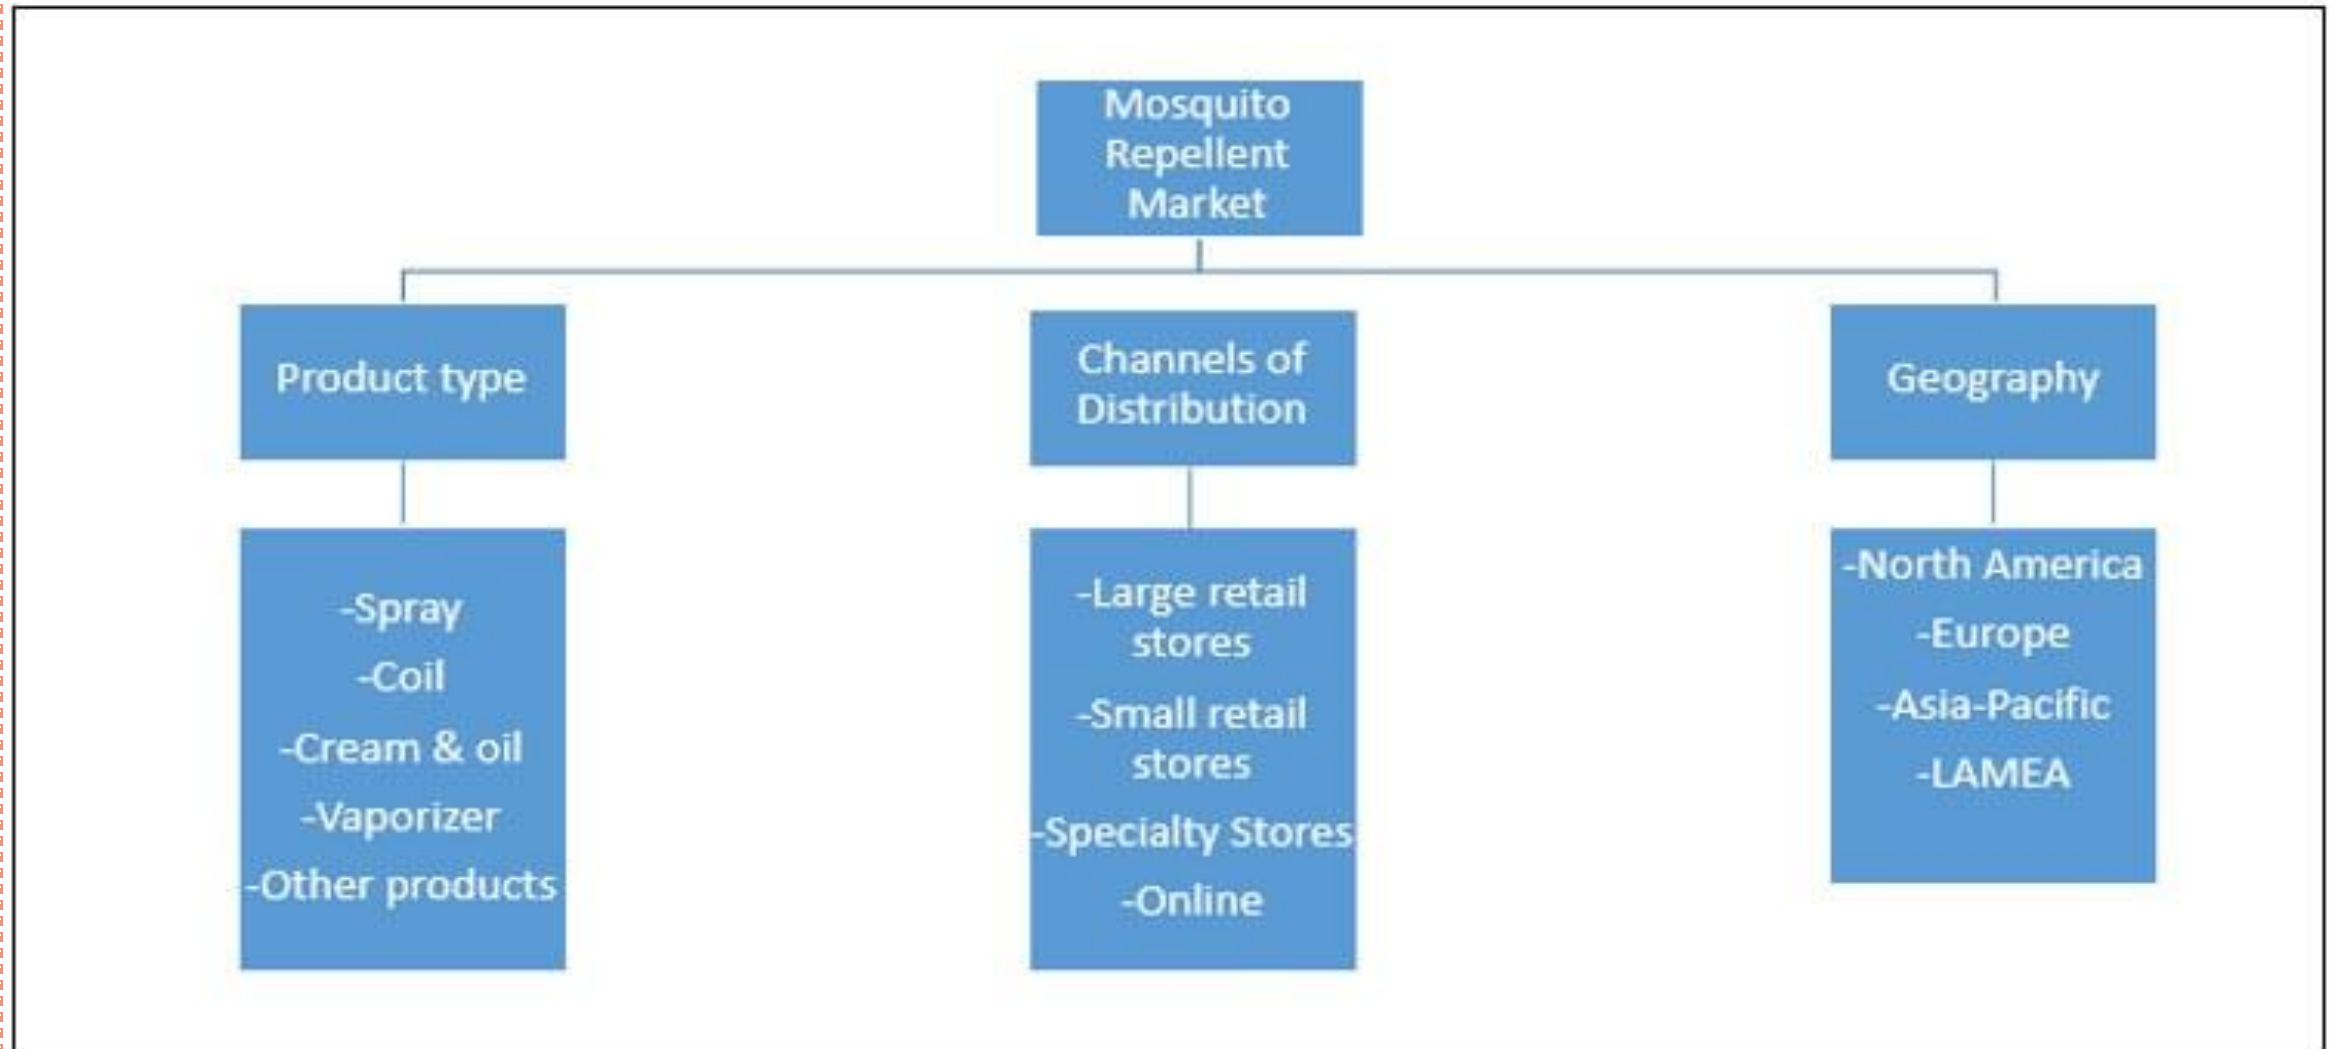 Mosquito
Repellent
Market
Product type
Channels of
Distribution
Geography
-Spray
-Coil
-Cream & oil
-Vaporizer
-Other products
-Large retail
stores
-Small retail
stores
-Specialty Stores
-Online
-North America
-Europe
-Asia-Pacific
-LAMEA